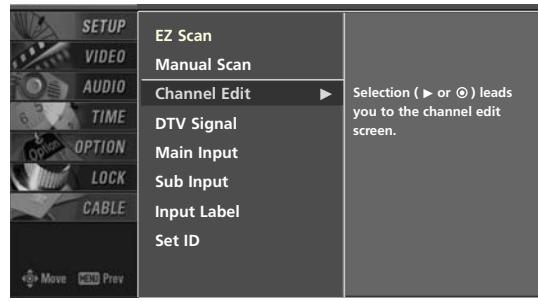 SETUP
VIDEO
AUDIO
TIME
Option
OPTION
LOCK
CABLE
Move MENU Prev
EZ Scan
Manual Scan
Channel Edit ▶
DTV Signal
Main Input
Sub Input
Input Label
Set ID
Selection ( ▶ or ⊙ ) leads
you to the channel edit
screen.